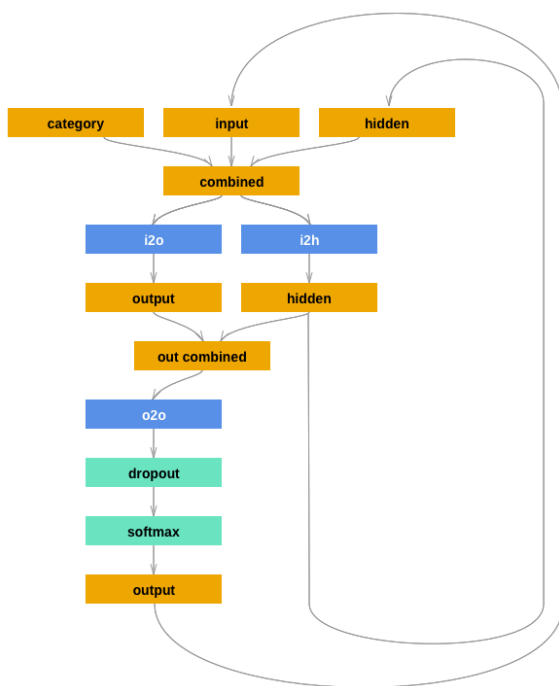 category
input
hidden
combined
i2o
i2h
output
hidden
out combined
o2o
dropout
softmax
output